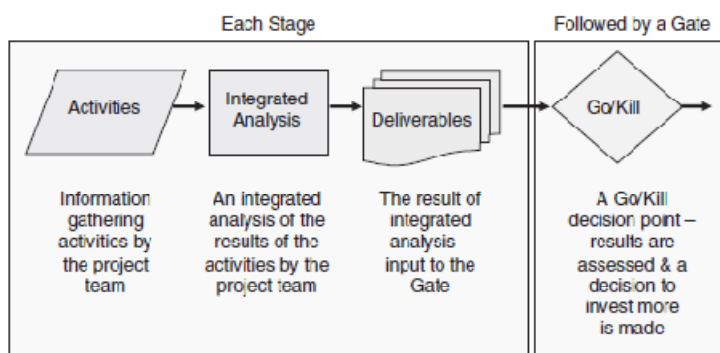 Each Stage
Followed by a Gate
Activities
Integrated
Analysis
Deliverables
Go/Kill
Information
gathering
activities by
the project
team
An integrated
analysis of the
results of the
activities by the
project team
The result of
integrated
analysis
input to the
Gate
A Go/Kill
decision point –
results are
assessed & a
decision to
invest more
is made